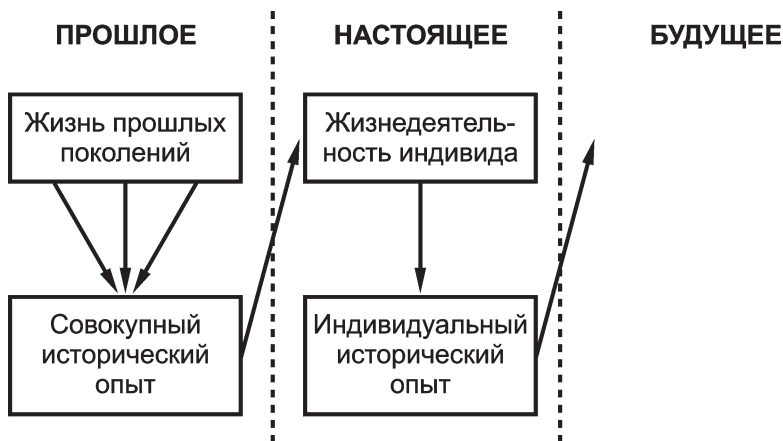 ПРОШЛОЕ
НАСТОЯЩЕЕ
БУДУЩЕЕ
Жизнь прошлых
поколений
Жизнедеятель-
ность индивида
Совокупный
исторический
опыт
Индивидуальный
исторический
опыт